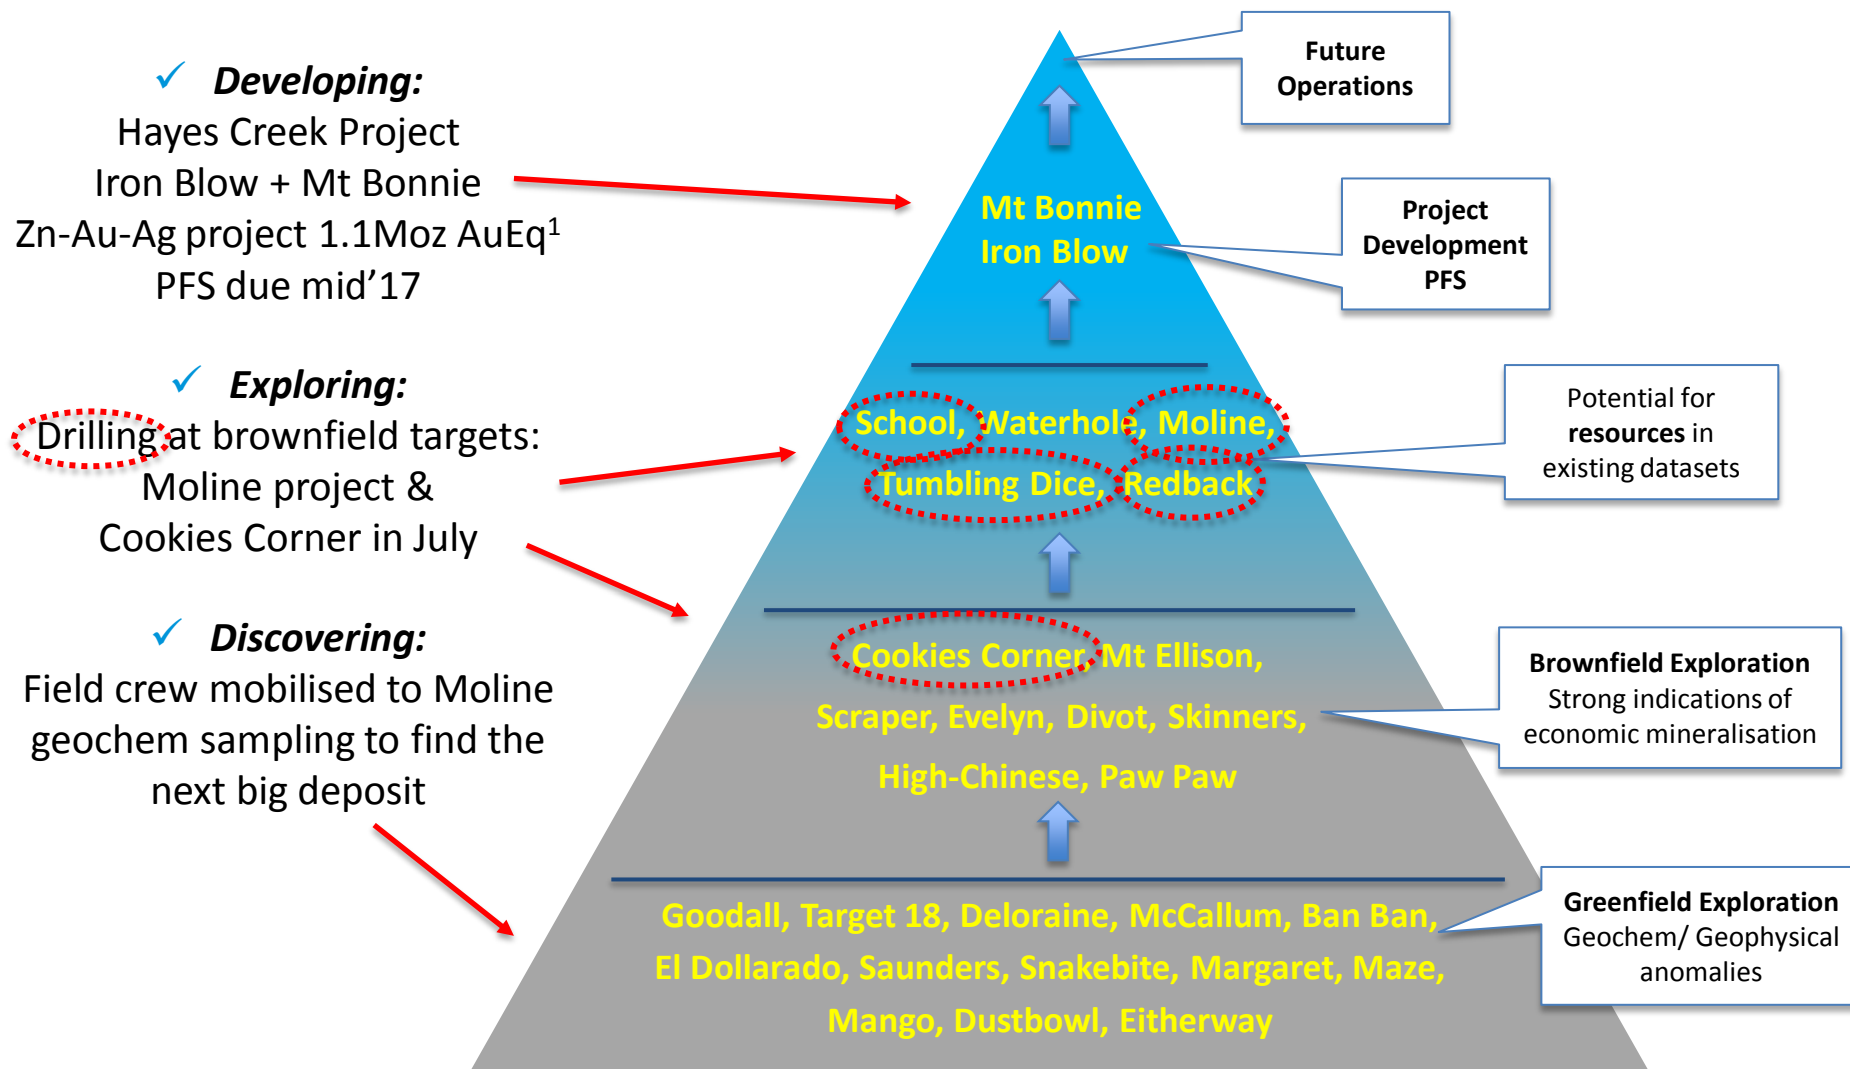 ✓ Developing:
Hayes Creek Project
Iron Blow + Mt Bonnie
Zn-Au-Ag project 1.1Moz AuEq¹
PFS due mid’17
✓ Exploring:
Drilling at brownfield targets:
Moline project &
Cookies Corner in July
✓ Discovering:
Field crew mobilised to Moline
geochem sampling to find the
next big deposit
Future
Operations
Mt Bonnie
Iron Blow
Project
Development
PFS
School, Waterhole, Moline,
Tumbling Dice, Redback
Potential for
resources in
existing datasets
Cookies Corner, Mt Ellison,
Scraper, Evelyn, Divot, Skinners,
High-Chinese, Paw Paw
Brownfield Exploration
Strong indications of
economic mineralisation
Goodall, Target 18, Deloraine, McCallum, Ban Ban,
El Dollarado, Saunders, Snakebite, Margaret, Maze,
Mango, Dustbowl, Eitherway
Greenfield Exploration
Geochem/ Geophysical
anomalies